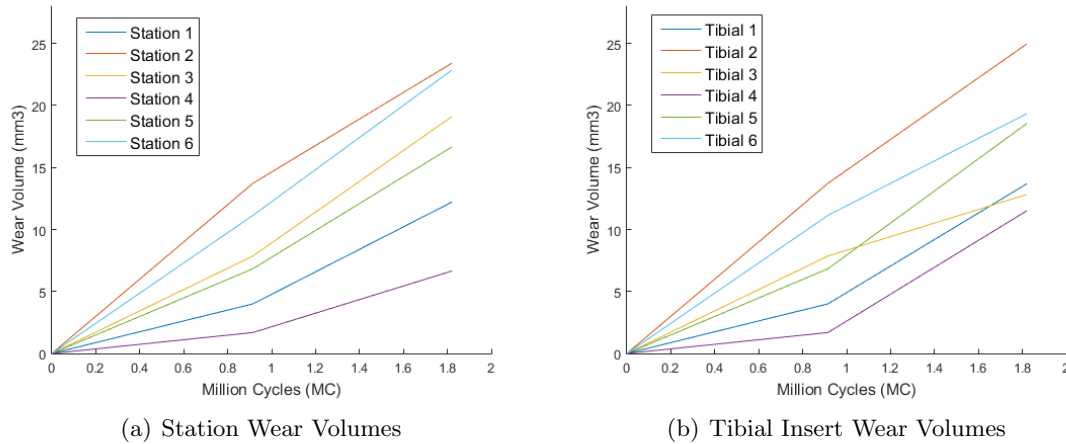 25
20
15
10
5
0
Wear Volume (mm3)
Station 1
Station 2
Station 3
Station 4
Station 5
Station 6
0 0.2 0.4 0.6 0.8 1 1.2 1.4 1.6 1.8 2
Million Cycles (MC)
(a) Station Wear Volumes
25
20
15
10
5
0
Wear Volume (mm3)
Tibial 1
Tibial 2
Tibial 3
Tibial 4
Tibial 5
Tibial 6
0 0.2 0.4 0.6 0.8 1 1.2 1.4 1.6 1.8 2
Million Cycles (MC)
(b) Tibial Insert Wear Volumes